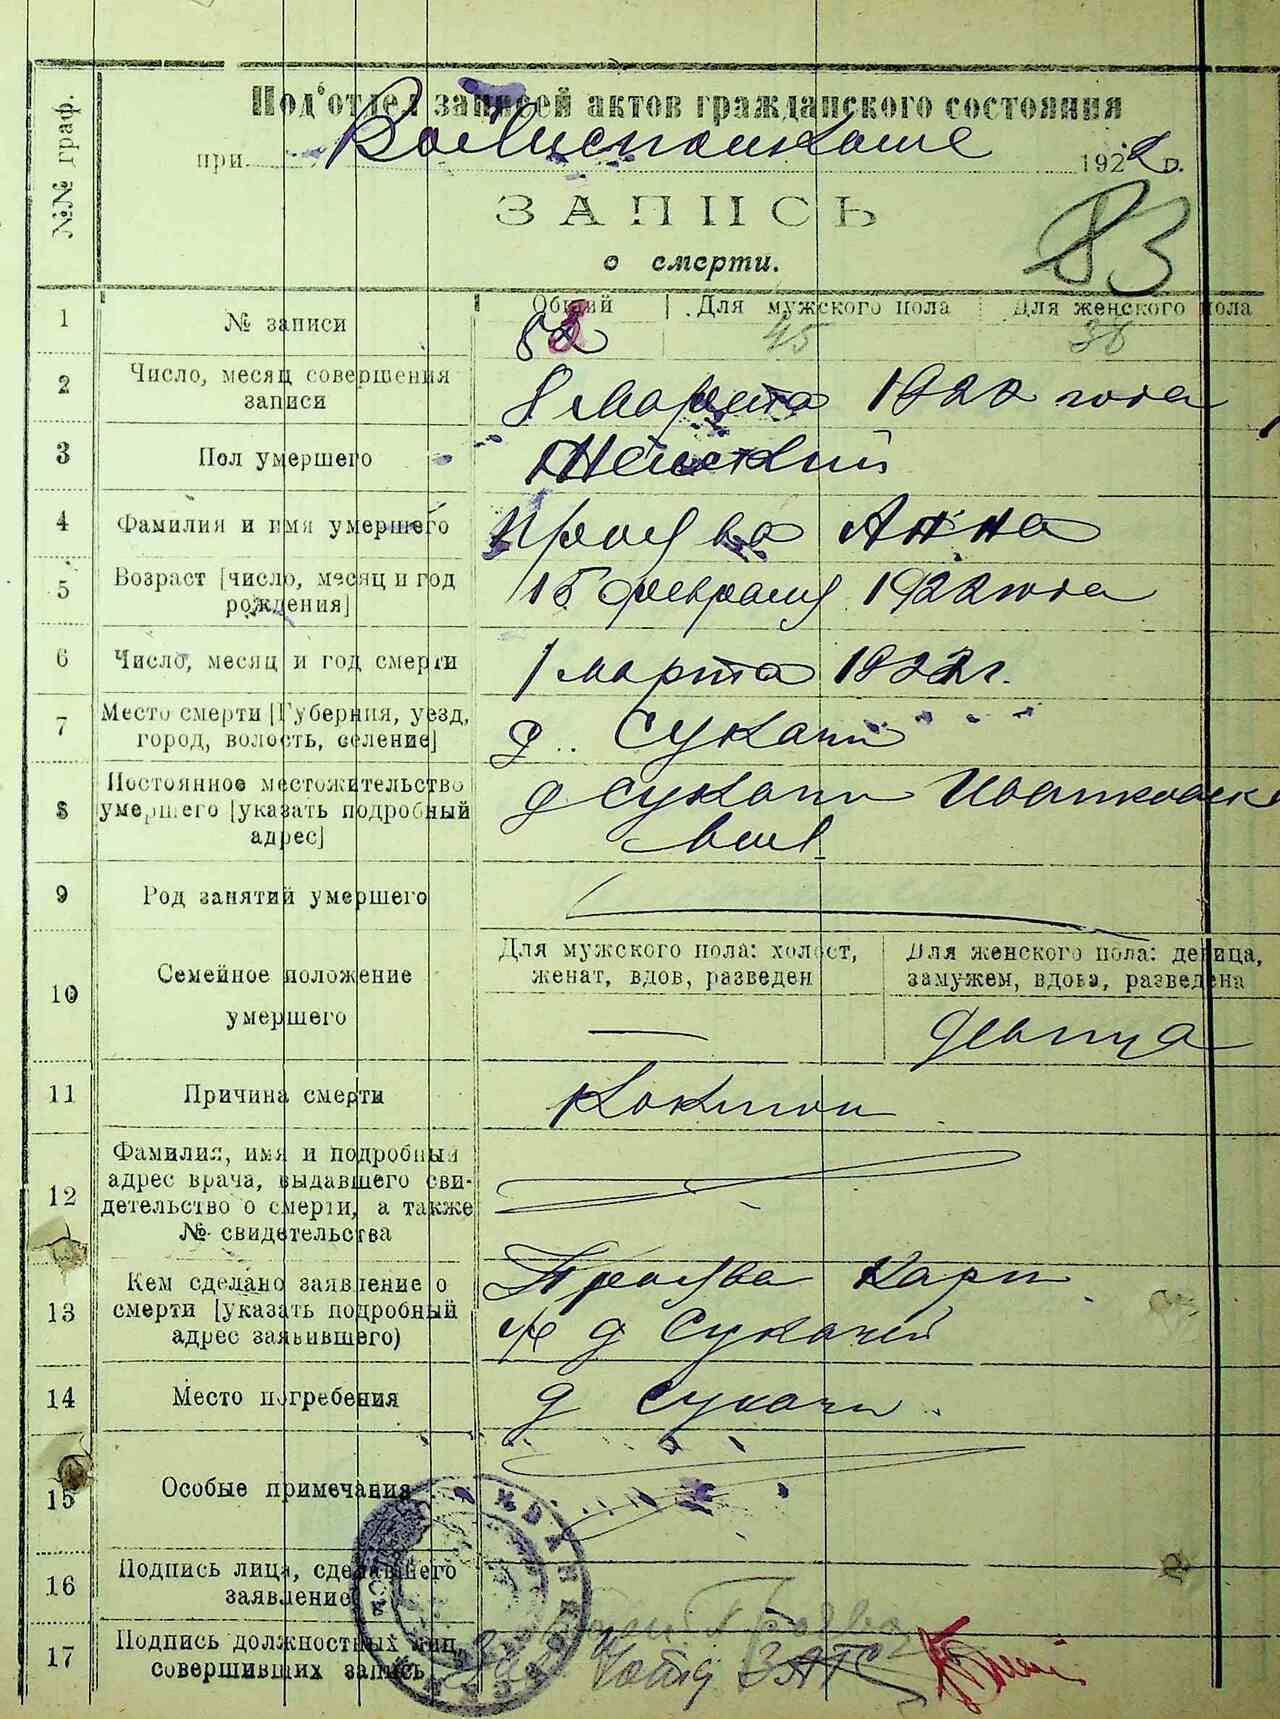 №№ граф.
Под'отдел записей актов гражданского состояния
при Волисполкоме 1922 г.
ЗАПИСЬ
о смерти.
83
Общий Для мужского пола Для женского пола
1 № записи 45 38
2 Число, месяц совершения
записи
8 Марта 1922 года
3 Пол умершего Женский
4 Фамилия и имя умершего Анна
5 Возраст [число, месяц и год
рождения]
15 февраля 1922 года
6 Число, месяц и год смерти 1 марта 1922 г.
7 Место смерти [Губерния, уезд,
город, волость, селение]
д. Сукачи
8 Постоянное местожительство
умершего [указать подробный
адрес]
д Сукачи
вол
9 Род занятий умершего
10 Семейное положение
умершего
Для мужского пола: холост,
женат, вдов, разведен
Для женского пола: девица,
замужем, вдова, разведена
—
девица
11 Причина смерти Коклюш
12 Фамилия, имя и подробный
адрес врача, выдавшего сви-
детельство о смерти, а также
№ свидетельства
13 Кем сделано заявление о
смерти [указать подробный
адрес заявившего)
Карп
д Сукачей
14 Место погребения д Сукачи
15 Особые примечания
16 Подпись лица, сделавшего
заявление
17 Подпись должностных лиц,
совершивших запись
ЗАГС